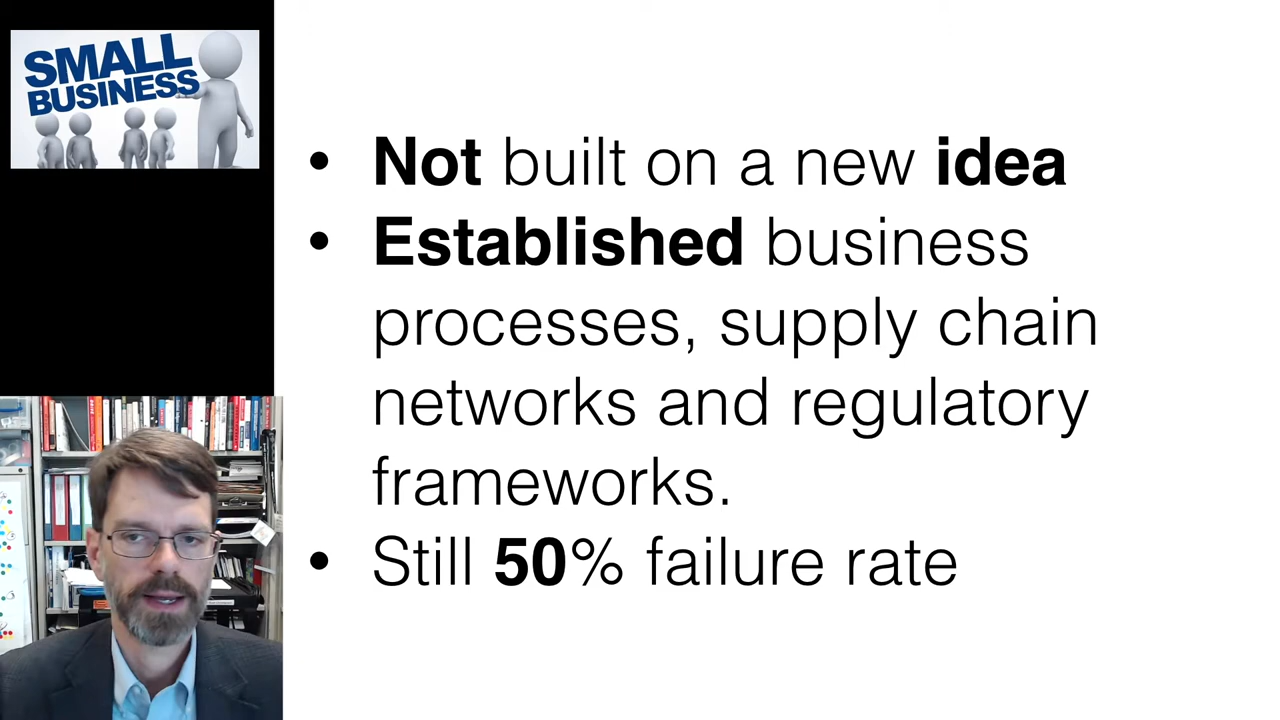 SMALL
BUSINESS
• Not built on a new idea
• Established business
processes, supply chain
networks and regulatory
frameworks.
• Still 50% failure rate